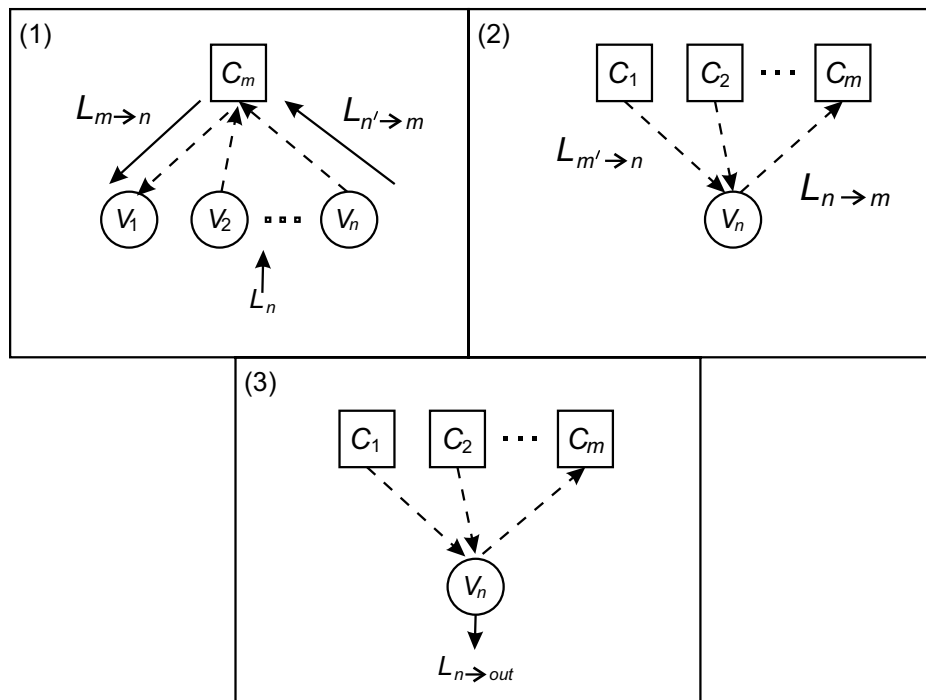 (1)
(2)
C₁ C₂ ··· Cₘ
Cₘ
Lₘ→ₙ
Lₙ′→ₘ
Lₘ′→ₙ
Lₙ→ₘ
V₁ V₂ ··· Vₙ
Vₙ
Lₙ
(3)
C₁ C₂ ··· Cₘ
Vₙ
Lₙ→out